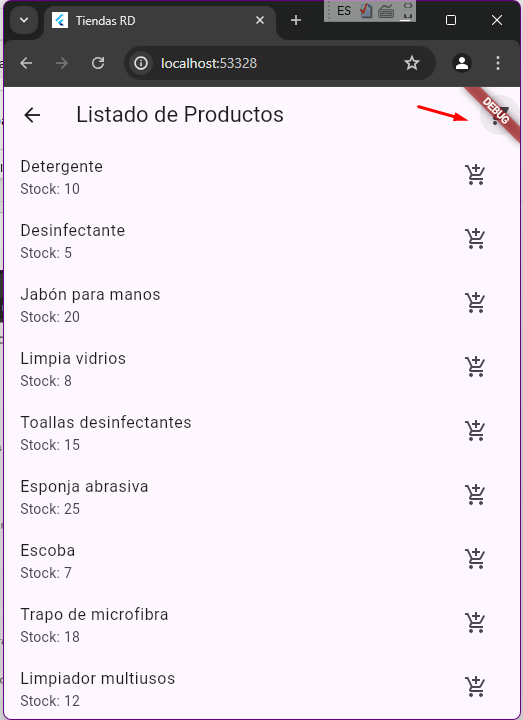 Tiendas RD
ES
localhost:53328
Listado de Productos
DEBUG
Detergente
Stock: 10
Desinfectante
Stock: 5
Jabón para manos
Stock: 20
Limpia vidrios
Stock: 8
Toallas desinfectantes
Stock: 15
Esponja abrasiva
Stock: 25
Escoba
Stock: 7
Trapo de microfibra
Stock: 18
Limpiador multiusos
Stock: 12